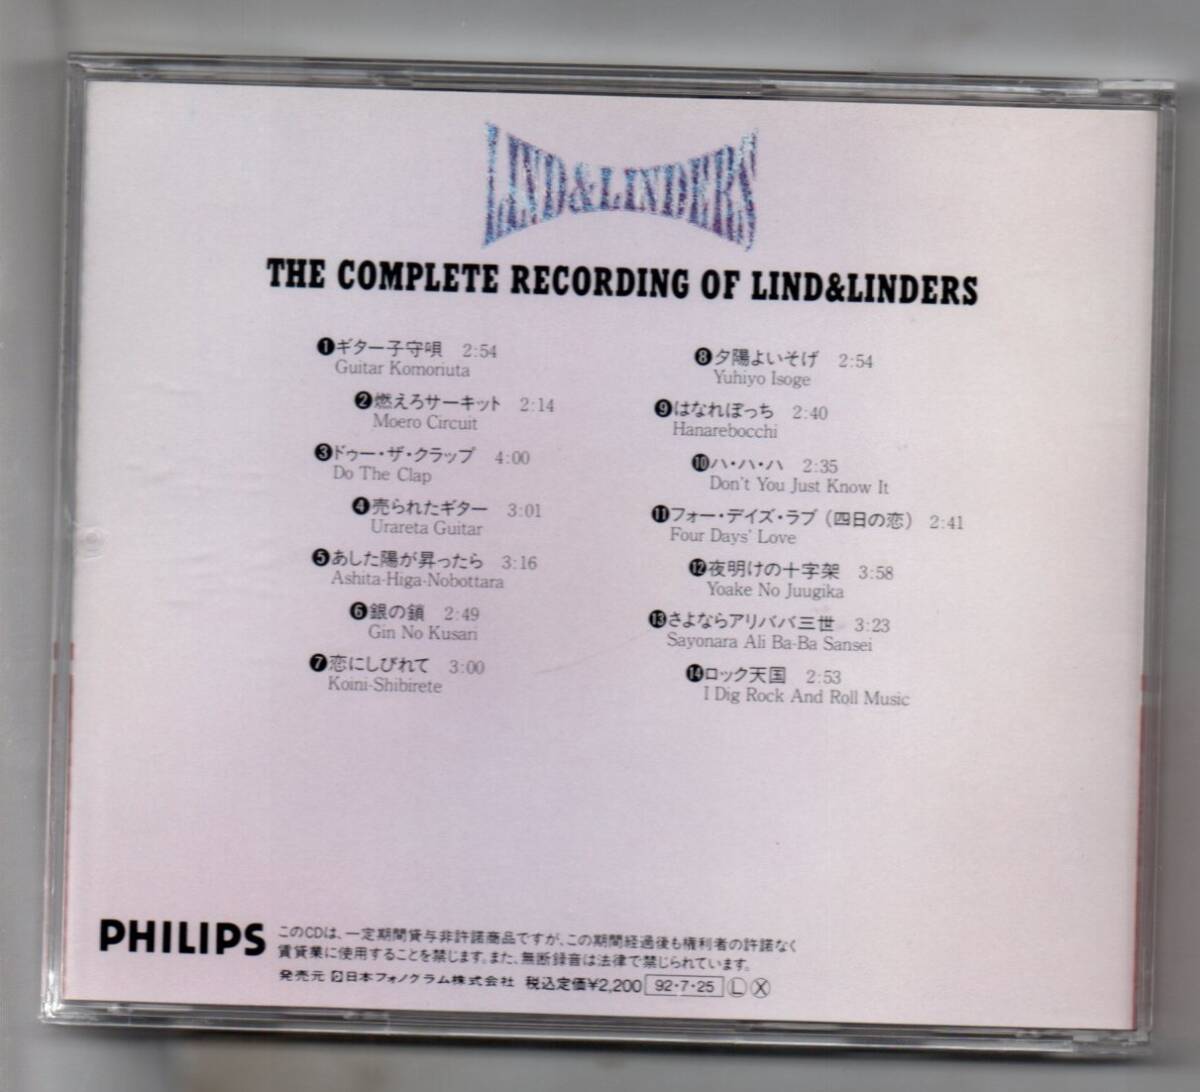 LIND&LINDERS
THE COMPLETE RECORDING OF LIND&LINDERS
❶ギター子守唄 2:54
Guitar Komoriuta
❷燃えろサーキット 2:14
Moero Circuit
❸ドゥー・ザ・クラップ 4:00
Do The Clap
❹売られたギター 3:01
Urareta Guitar
❺あした陽が昇ったら 3:16
Ashita-Higa-Nobottara
❻銀の鎖 2:49
Gin No Kusari
❼恋にしびれて 3:00
Koini-Shibirete
❽夕陽よいそげ 2:54
Yuhiyo Isoge
❾はなれぼっち 2:40
Hanarebocchi
❿ハ・ハ・ハ 2:35
Don't You Just Know It
⓫フォー・デイズ・ラブ（四日の恋） 2:41
Four Days' Love
⓬夜明けの十字架 3:58
Yoake No Juugika
⓭さよならアリババ三世 3:23
Sayonara Ali Ba-Ba Sansei
⓮ロック天国 2:53
I Dig Rock And Roll Music
PHILIPS
このCDは、一定期間貸与非許諾商品ですが、この期間経過後も権利者の許諾なく
賃貸業に使用することを禁じます。また、無断録音は法律で禁じられています。
発売元 日本フォノグラム株式会社 税込定価¥2,200 92・7・25 Ⓛ Ⓧ